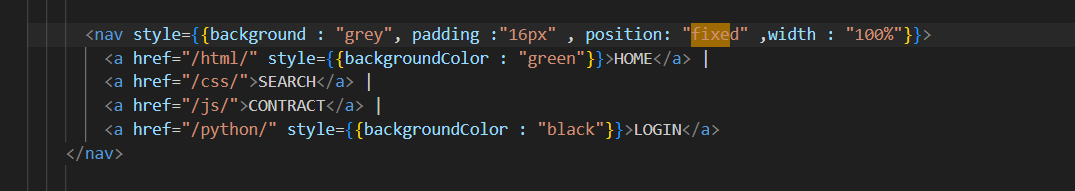 <nav style={{background : "grey", padding :"16px" , position: "fixed" ,width : "100%"}}>
<a href="/html/" style={{backgroundColor : "green"}}>HOME</a> |
<a href="/css/">SEARCH</a> |
<a href="/js/">CONTRACT</a> |
<a href="/python/" style={{backgroundColor : "black"}}>LOGIN</a>
</nav>